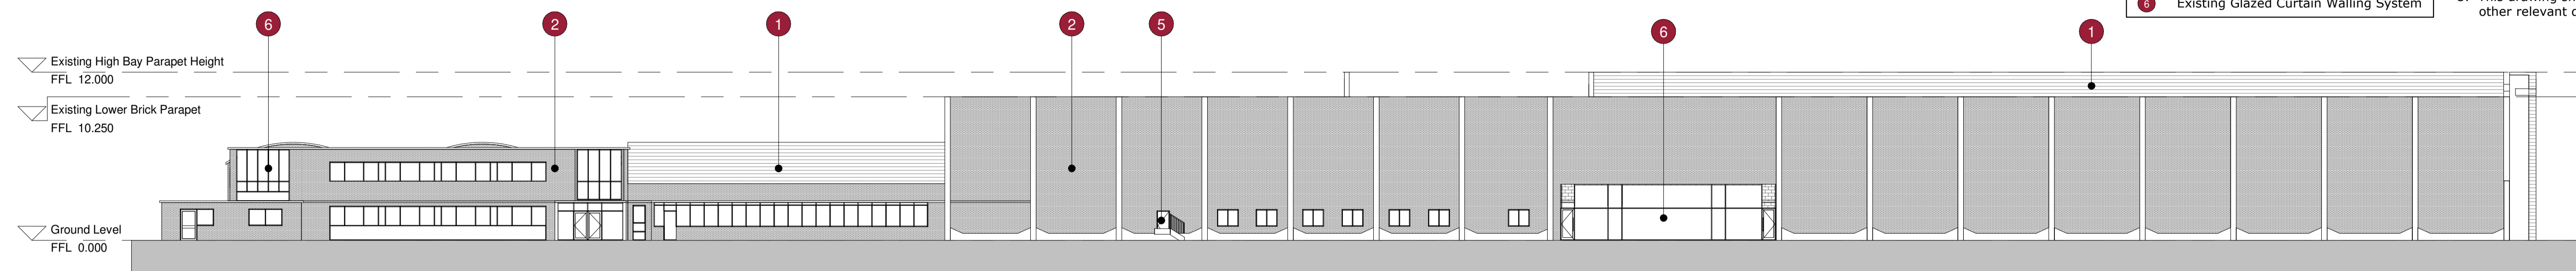 6
2
1
2
5
6
1
6 Existing Glazed Curtain Walling System
other relevant
Existing High Bay Parapet Height
FFL 12.000
Existing Lower Brick Parapet
FFL 10.250
Ground Level
FFL 0.000